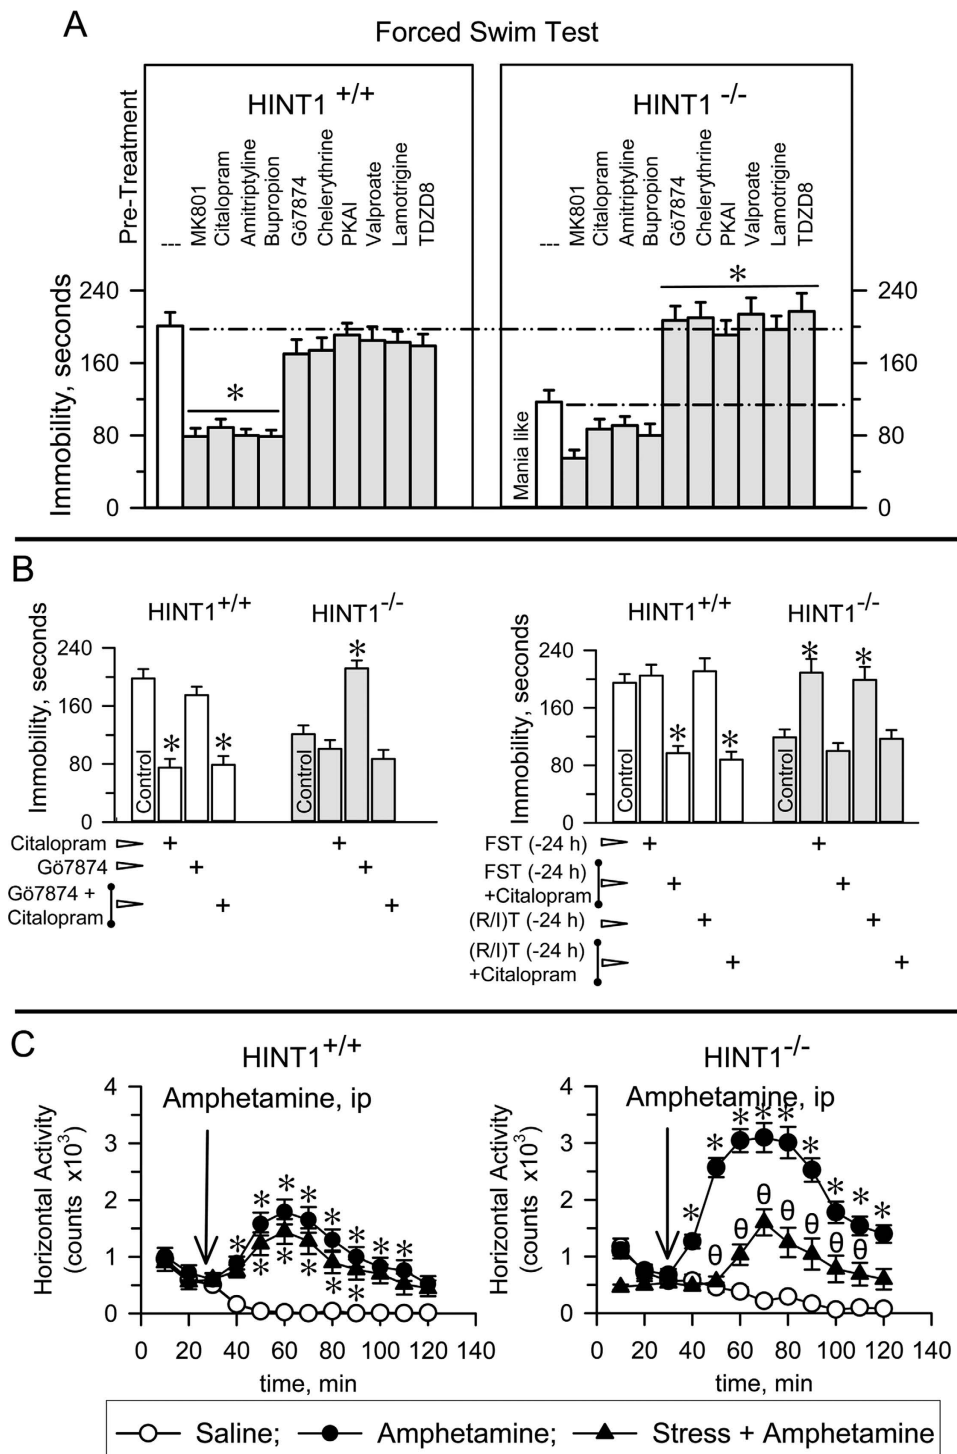 A
Forced Swim Test
HINT1 +/+
HINT1 -/-
Pre-Treatment
---
MK801
Citalopram
Amitriptyline
Bupropion
Gö7874
Chelerythrine
PKAI
Valproate
Lamotrigine
TDZD8
---
MK801
Citalopram
Amitriptyline
Bupropion
Gö7874
Chelerythrine
PKAI
Valproate
Lamotrigine
TDZD8
Immobility, seconds
240
160
80
0
*
*
Mania like
240
160
80
0
B
HINT1+/+
HINT1-/-
Immobility, seconds
240
160
80
0
Control
* *
Control
*
Citalopram + +
Gö7874 + +
Gö7874 +
Citalopram + +
HINT1+/+
HINT1-/-
Immobility, seconds
240
160
80
0
Control
* *
Control
* *
FST (-24 h) + +
FST (-24 h)
+Citalopram + +
(R/I)T (-24 h) + +
(R/I)T (-24 h)
+Citalopram + +
C
HINT1+/+
Amphetamine, ip
Horizontal Activity
(counts x10³)
4
3
2
1
0
* * * * * * * *
* * * * *
0 20 40 60 80 100 120 140
time, min
HINT1-/-
Amphetamine, ip
Horizontal Activity
(counts x10³)
4
3
2
1
0
* * * * * * * * *
θ θ θ θ θ θ θ
0 20 40 60 80 100 120 140
time, min
Saline; Amphetamine; Stress + Amphetamine